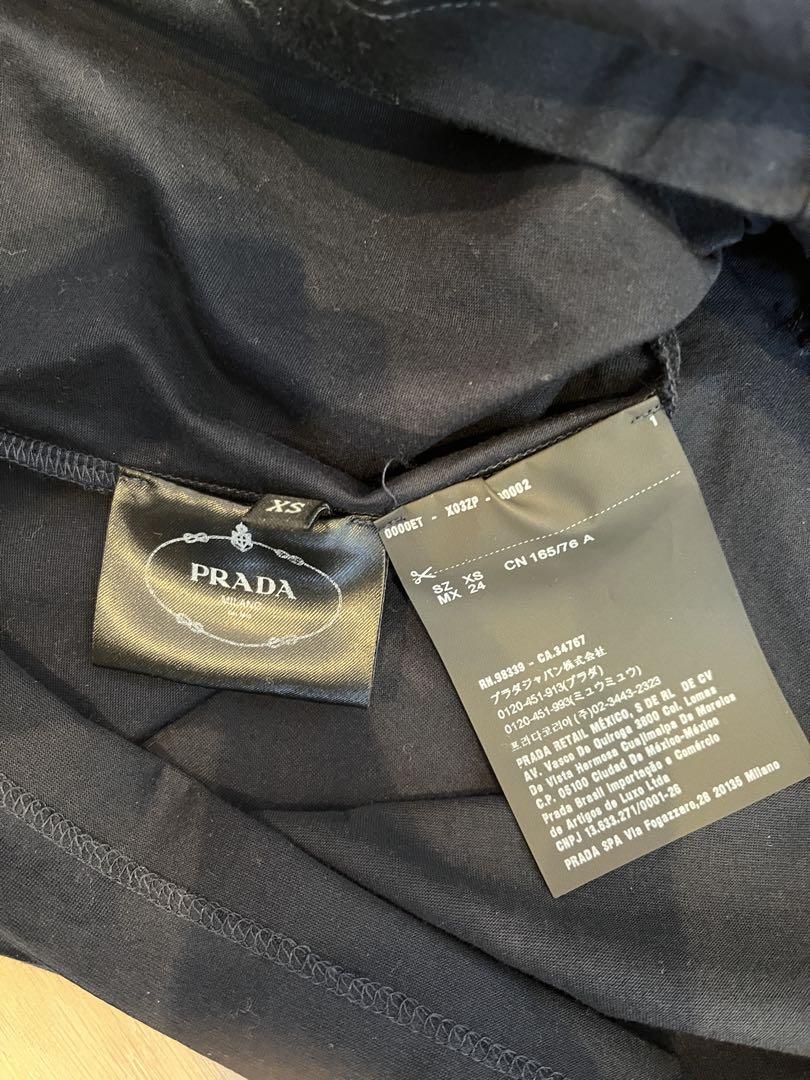 XS
PRADA
MILANO
1
0000ET - X03ZP - 0002
SZ XS CN 165/76 A
MX 24
RN.98339 - CA.34767
プラダジャパン株式会社
0120-451-913(プラダ)
0120-451-993(ミュウミュウ)
프라다코리아(주)02-3443-2323
PRADA RETAIL MÉXICO, S DE RL DE CV
AV. Vasco De Quiroga 3800 Col. Lomas
De Vista Hermosa Cuajimalpa De Morelos
C.P. 05100 Ciudad De México-México
Prada Brasil Importação e Comércio
de Artigos de Luxo Ltda
CNPJ 13.633.271/0001-26
PRADA SPA Via Fogazzaro,28 20135 Milano